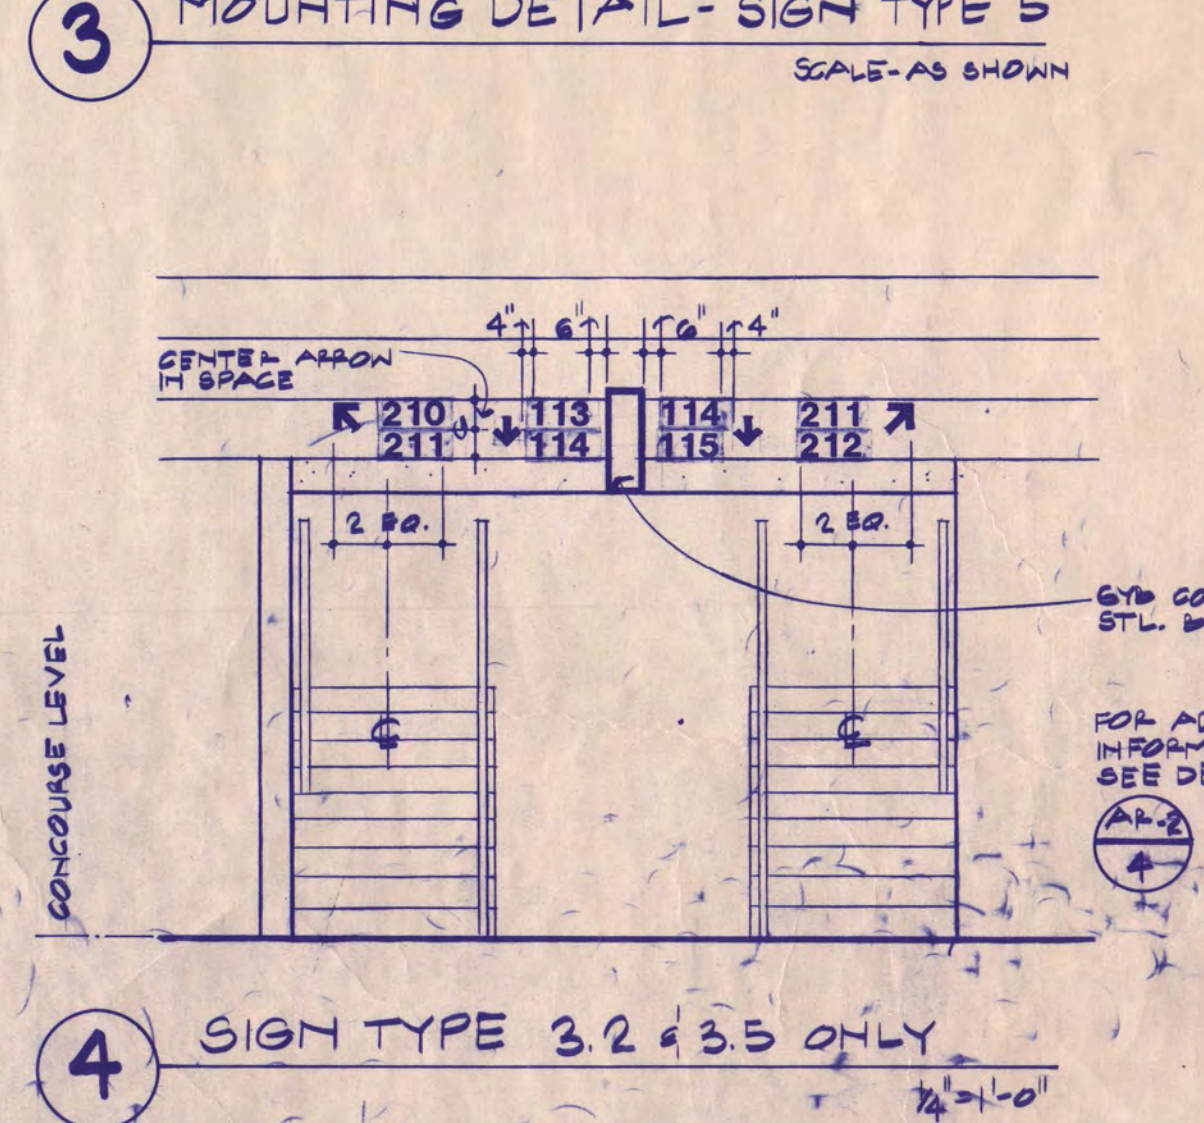 3 MOUNTING DETAIL- SIGN TYPE 5
SCALE-AS SHOWN
4" 6" 6" 4"
CENTER ARROW
IN SPACE
210 113 114 211
211 114 115 212
2 EQ. 2 EQ.
STL.
CONCOURSE LEVEL
℄ ℄
FOR
SEE
AR-2
4
4 SIGN TYPE 3.2 & 3.5 ONLY
1/4"=1'-0"